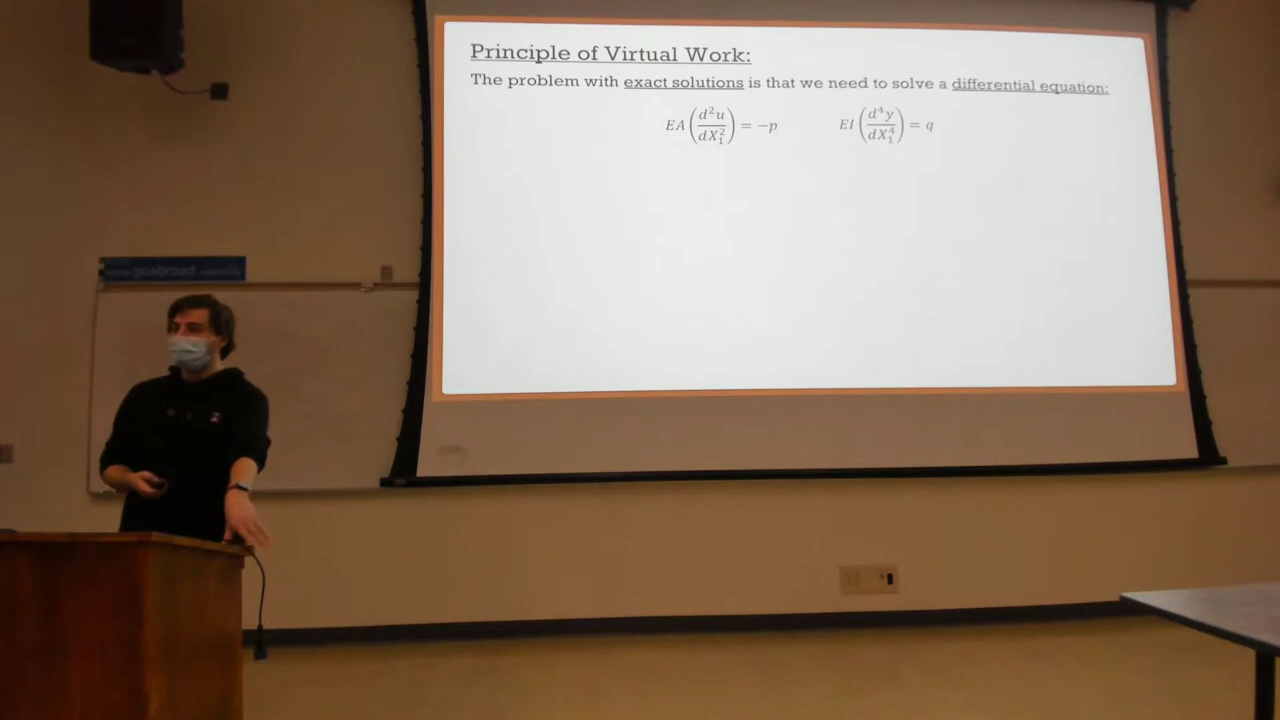 Principle of Virtual Work:
The problem with exact solutions is that we need to solve a differential equation:
EA(d²u/dX₁²) = −p EI(d⁴y/dX₁⁴) = q
goabroad